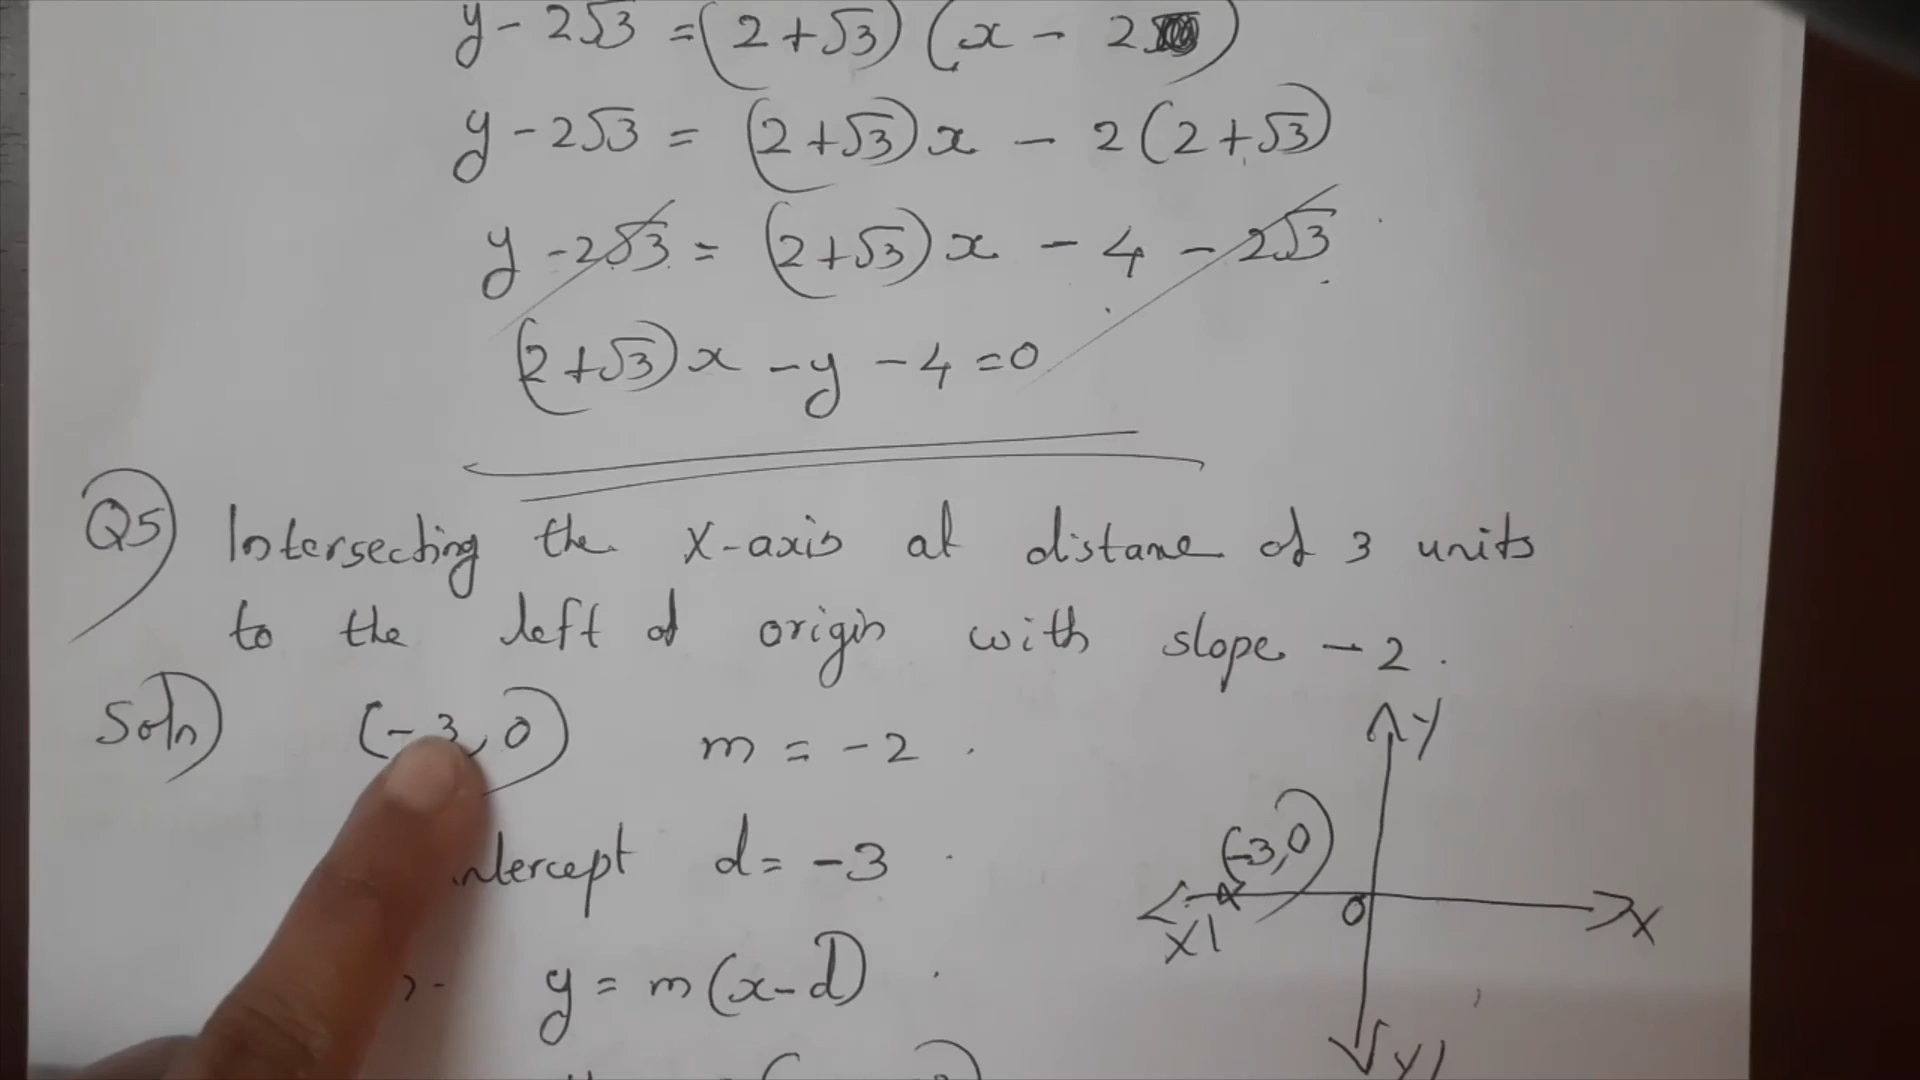 y - 2√3 = (2+√3) (x - 2)
y - 2√3 = (2+√3)x - 2(2+√3)
y - 2√3 = (2+√3)x - 4 - 2√3
(2+√3)x - y - 4 = 0
Q5) Intersecting the X-axis at distane of 3 units
to the left of origin with slope -2.
Soln) (-3, 0) m = -2.
ntercept d = -3
y = m(x-d)
Y
(-3,0)
O
X
X'
Y'